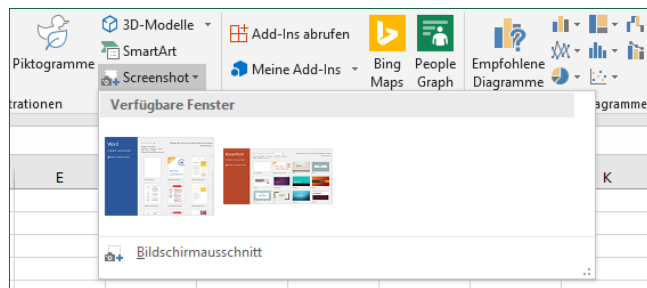 3D-Modelle
SmartArt
Screenshot
Piktogramme
trationen
Add-Ins abrufen
Meine Add-Ins
Bing
Maps
People
Graph
Empfohlene
Diagramme
agramme
Verfügbare Fenster
Word
PowerPoint
Bildschirmausschnitt
E
K